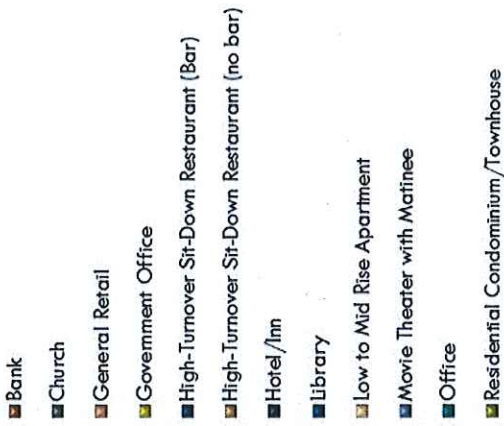 Bank
Church
General Retail
Government Office
High-Turnover Sit-Down Restaurant (Bar)
High-Turnover Sit-Down Restaurant (no bar)
Hotel/Inn
Library
Low to Mid Rise Apartment
Movie Theater with Matinee
Office
Residential Condominium/Townhouse